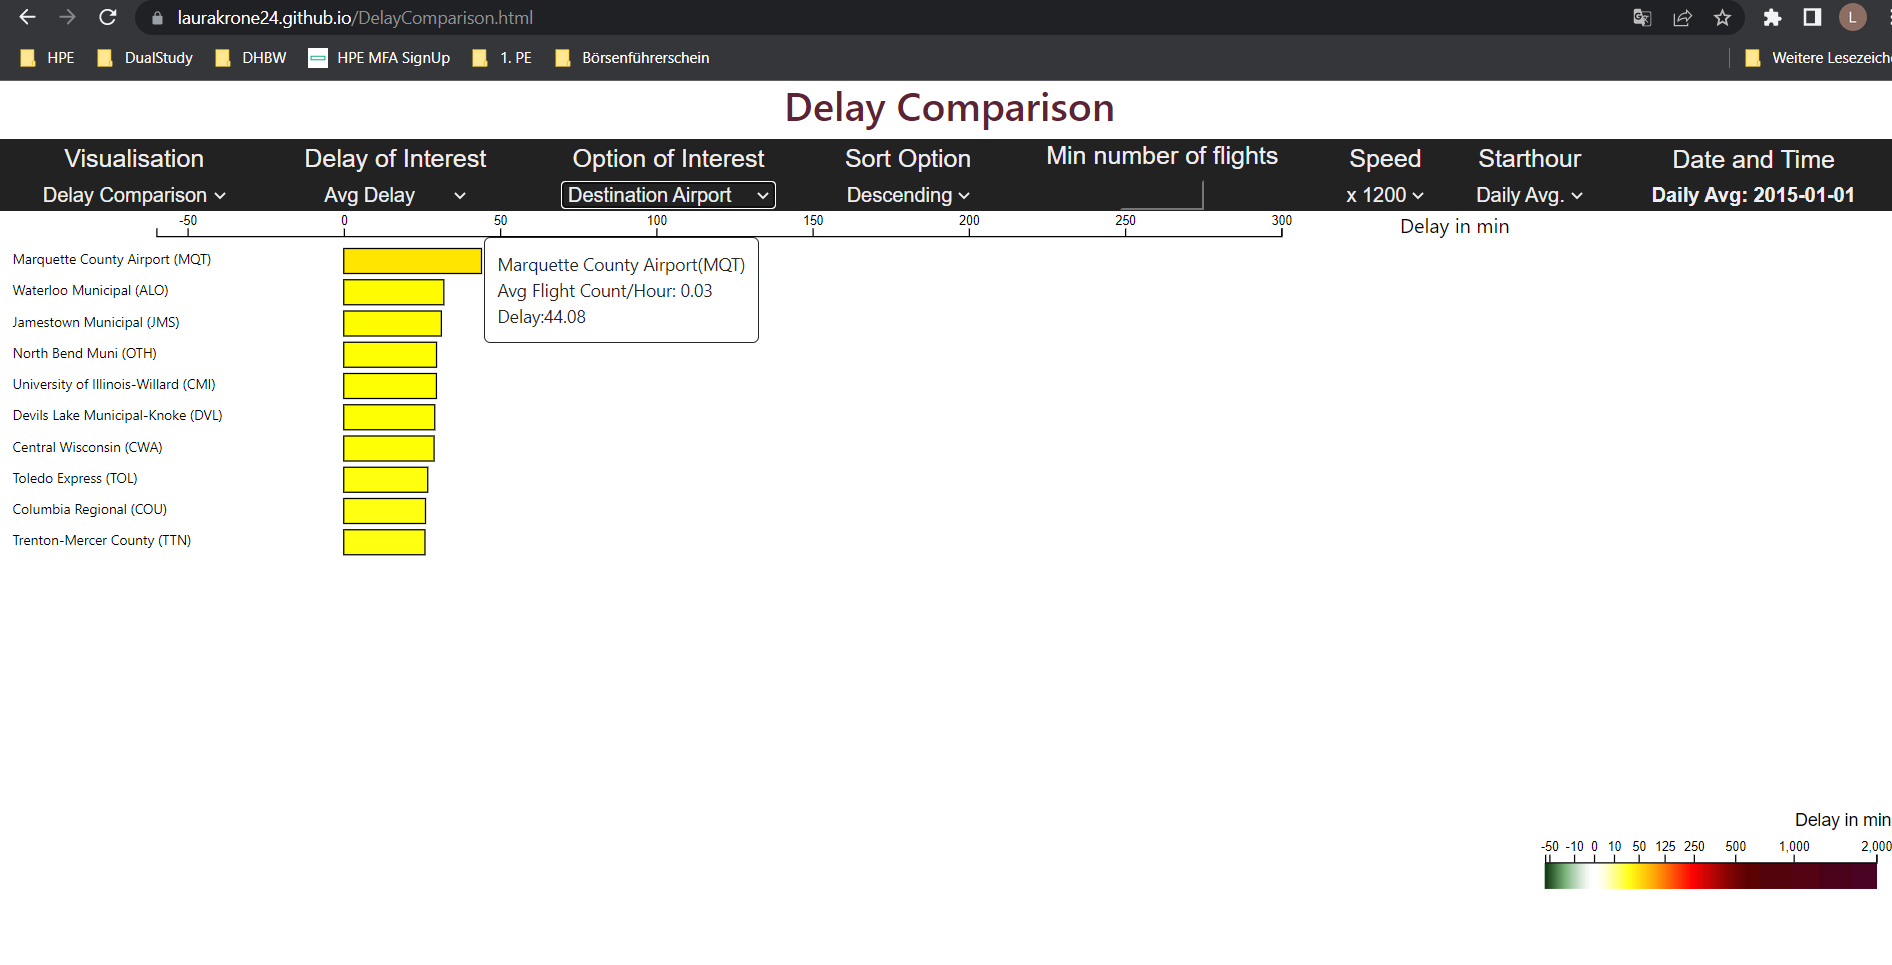 laurakrone24.github.io/DelayComparison.html
L
HPE DualStudy DHBW HPE MFA SignUp 1. PE Börsenführerschein Weitere Lesezeich
Delay Comparison
Visualisation Delay of Interest Option of Interest Sort Option Min number of flights Speed Starthour Date and Time
Delay Comparison Avg Delay Destination Airport Descending x 1200 Daily Avg. Daily Avg: 2015-01-01
-50 0 50 100 150 200 250 300 Delay in min
Marquette County Airport (MQT)
Marquette County Airport(MQT)
Avg Flight Count/Hour: 0.03
Delay:44.08
Waterloo Municipal (ALO)
Jamestown Municipal (JMS)
North Bend Muni (OTH)
University of Illinois-Willard (CMI)
Devils Lake Municipal-Knoke (DVL)
Central Wisconsin (CWA)
Toledo Express (TOL)
Columbia Regional (COU)
Trenton-Mercer County (TTN)
Delay in min
-50 -10 0 10 50 125 250 500 1,000 2,000